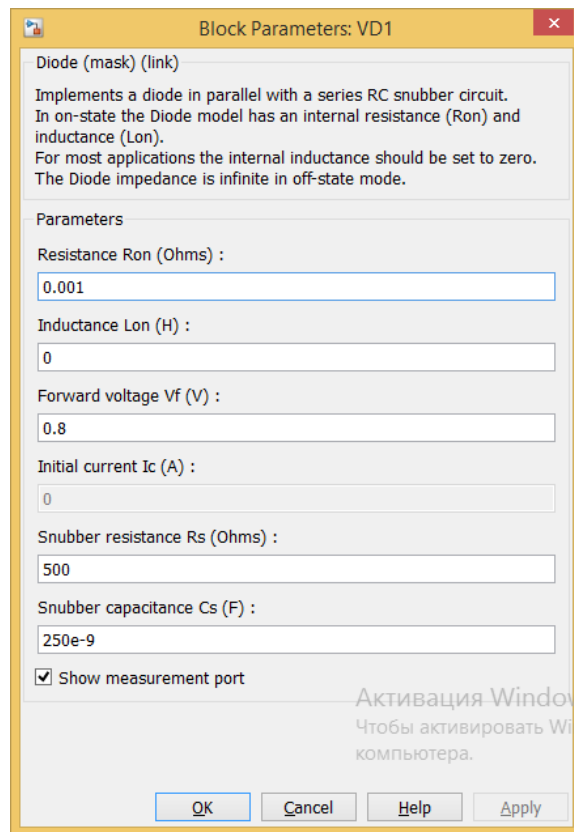 Block Parameters: VD1
Diode (mask) (link)
Implements a diode in parallel with a series RC snubber circuit.
In on-state the Diode model has an internal resistance (Ron) and
inductance (Lon).
For most applications the internal inductance should be set to zero.
The Diode impedance is infinite in off-state mode.
Parameters
Resistance Ron (Ohms) :
0.001
Inductance Lon (H) :
0
Forward voltage Vf (V) :
0.8
Initial current Ic (A) :
0
Snubber resistance Rs (Ohms) :
500
Snubber capacitance Cs (F) :
250e-9
Show measurement port
Активация Window
Чтобы активировать Wi
компьютера.
OK Cancel Help Apply